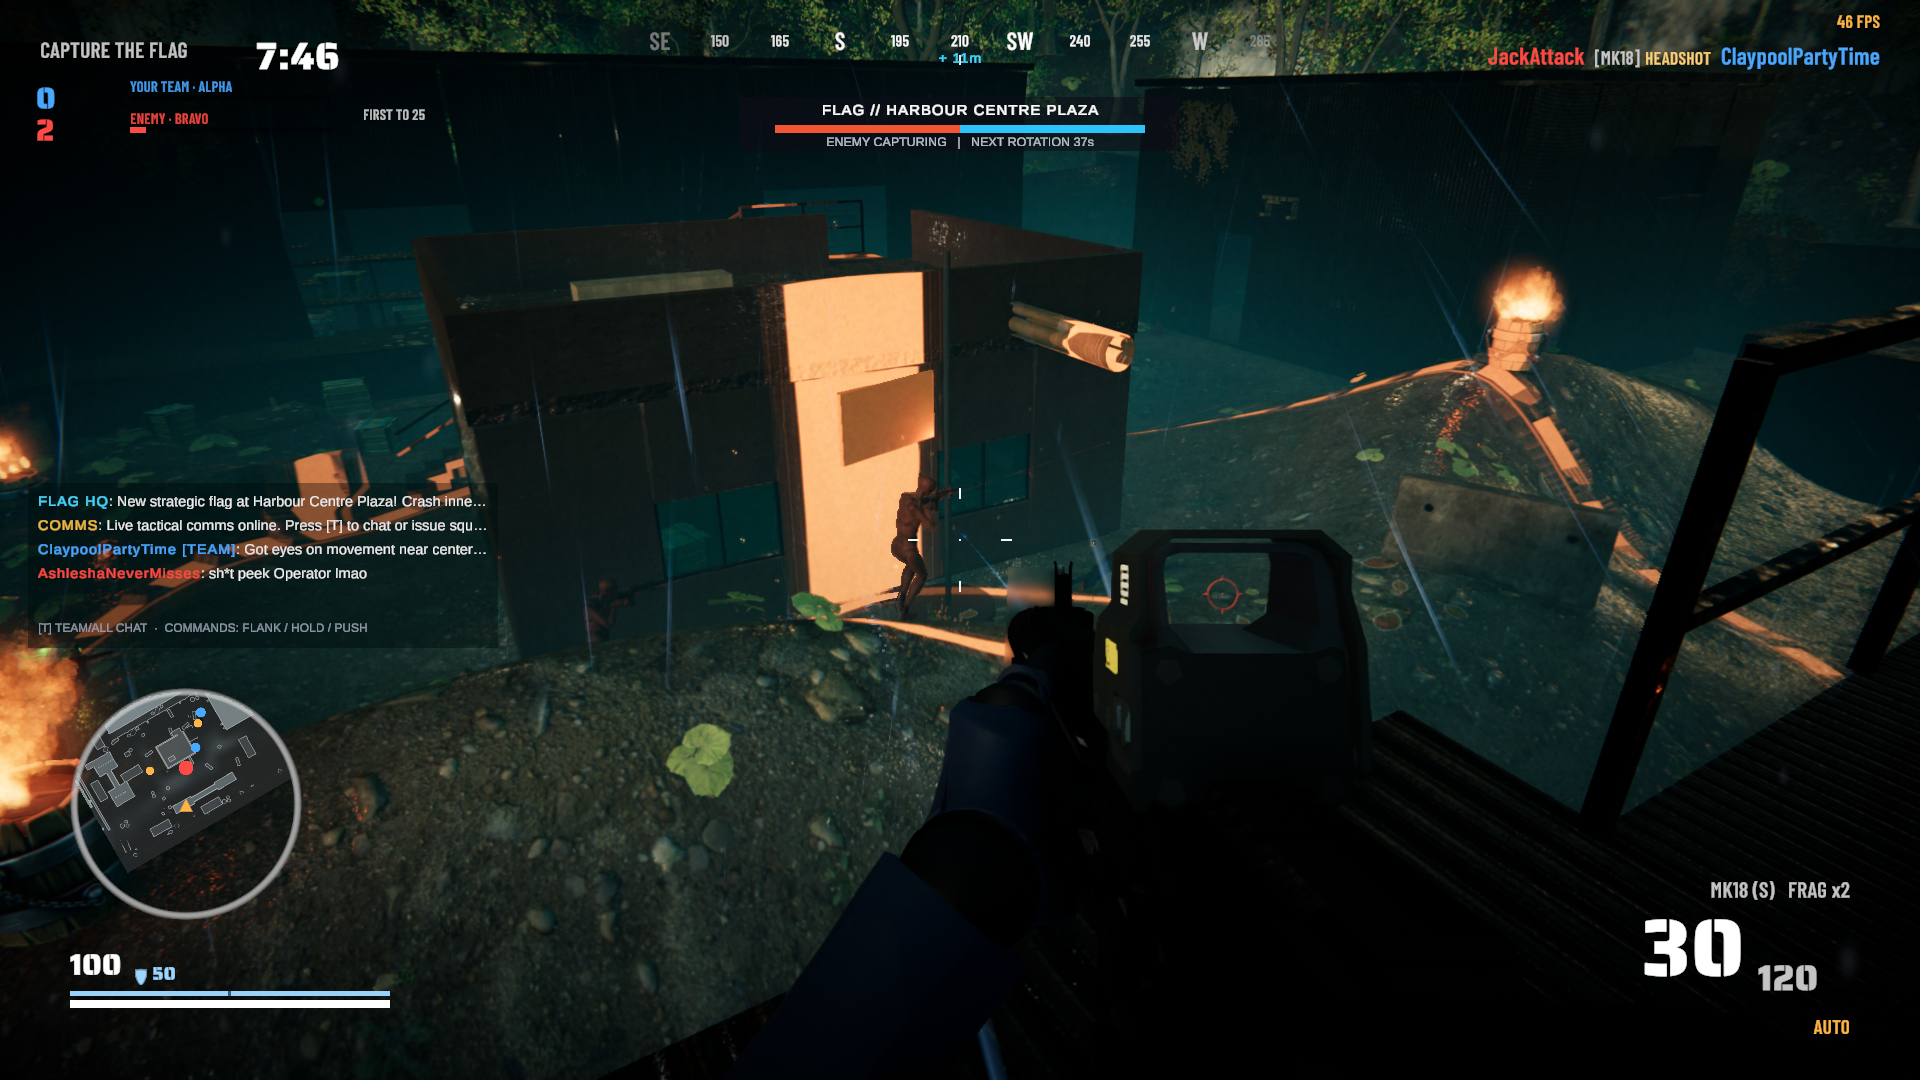 46 FPS
CAPTURE THE FLAG
7:46
SE 150 165 S 195 210 SW 240 255 W 285
+ 11m
JackAttack [MK18] HEADSHOT ClaypoolPartyTime
0 YOUR TEAM · ALPHA
2 ENEMY · BRAVO
FIRST TO 25
FLAG // HARBOUR CENTRE PLAZA
ENEMY CAPTURING | NEXT ROTATION 37s
FLAG HQ: New strategic flag at Harbour Centre Plaza! Crash inne...
COMMS: Live tactical comms online. Press [T] to chat or issue squ...
ClaypoolPartyTime [TEAM]: Got eyes on movement near center...
AshleshaNeverMisses: sh*t peek Operator lmao
[T] TEAM/ALL CHAT · COMMANDS: FLANK / HOLD / PUSH
100 50
MK18 (S) FRAG x2
30 120
AUTO